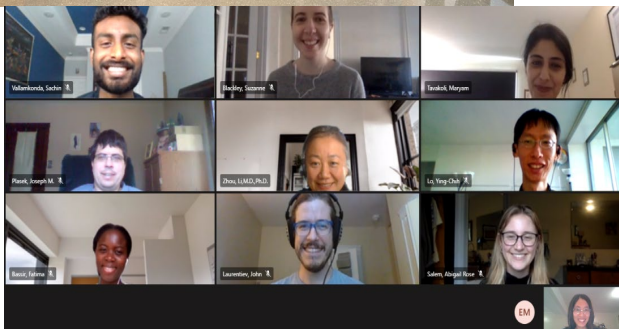 Vallamkonda, Sachin
Blackley, Suzanne
Tavakoli, Maryam
Plasek, Joseph M.
Zhou, Li,M.D.,Ph.D.
Lo, Ying-Chih
Bassir, Fatima
Laurentiev, John
Salem, Abigail Rose
EM